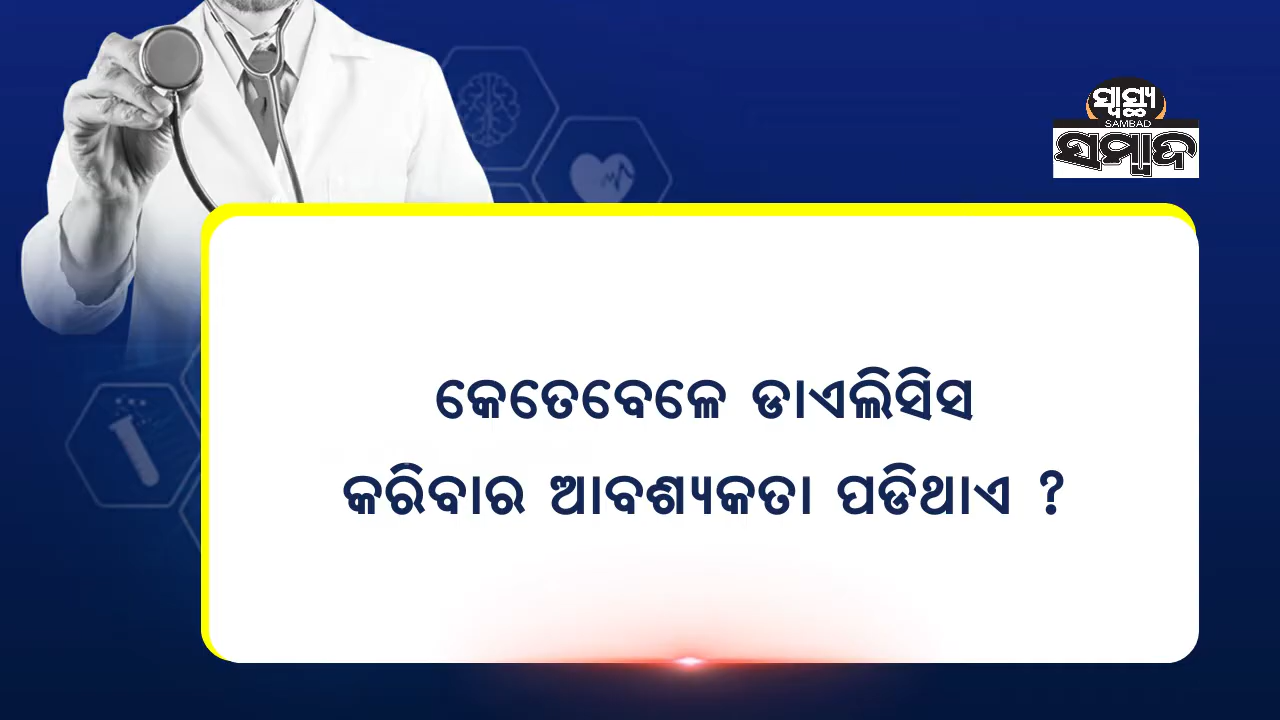 ସ୍ୱାସ୍ଥ୍ୟ
SAMBAD
ସମ୍ବାଦ
କେତେବେଳେ ଡାଏଲିସିସ
କରିବାର ଆବଶ୍ୟକତା ପଡିଥାଏ ?